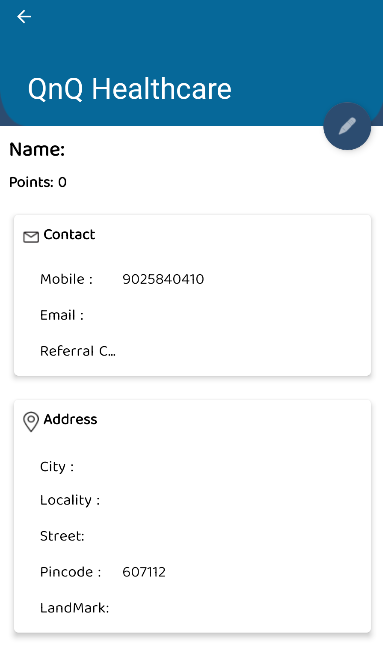 QnQ Healthcare
Name:
Points: 0
Contact
Mobile : 9025840410
Email :
Referral C...
Address
City :
Locality :
Street:
Pincode : 607112
LandMark: